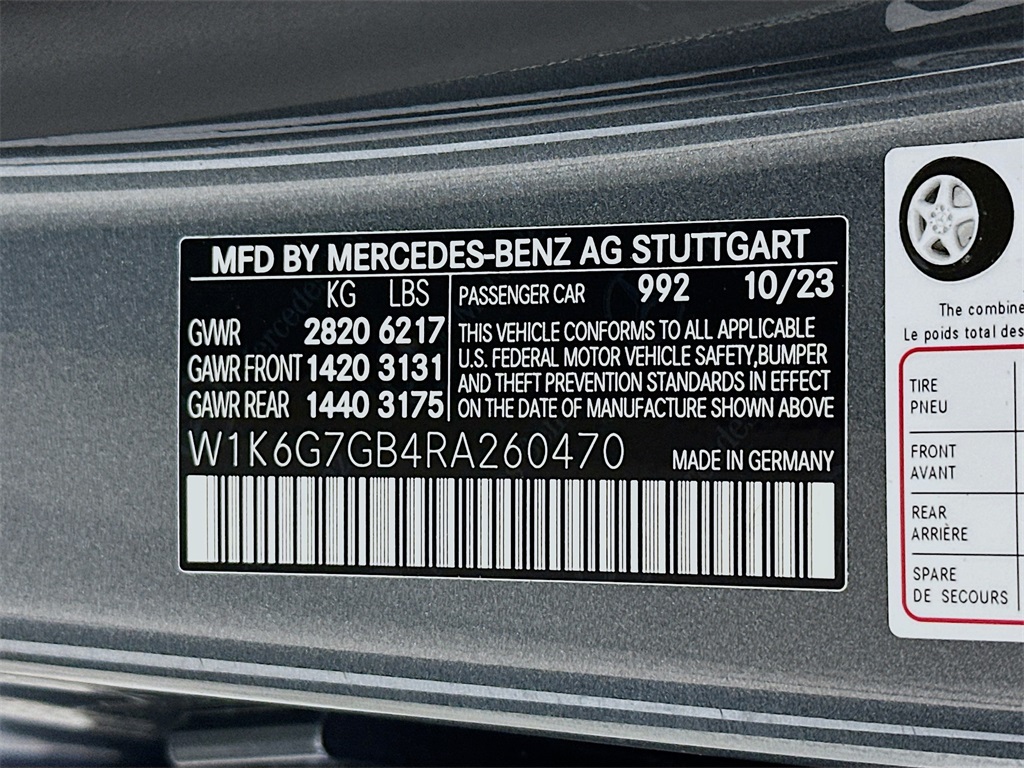 MFD BY MERCEDES-BENZ AG STUTTGART
KG LBS
GVWR 2820 6217
GAWR FRONT 1420 3131
GAWR REAR 1440 3175
PASSENGER CAR 992 10/23
THIS VEHICLE CONFORMS TO ALL APPLICABLE
U.S. FEDERAL MOTOR VEHICLE SAFETY,BUMPER
AND THEFT PREVENTION STANDARDS IN EFFECT
ON THE DATE OF MANUFACTURE SHOWN ABOVE
W1K6G7GB4RA260470 MADE IN GERMANY
The combine
Le poids total des
TIRE
PNEU
FRONT
AVANT
REAR
ARRIÈRE
SPARE
DE SECOURS